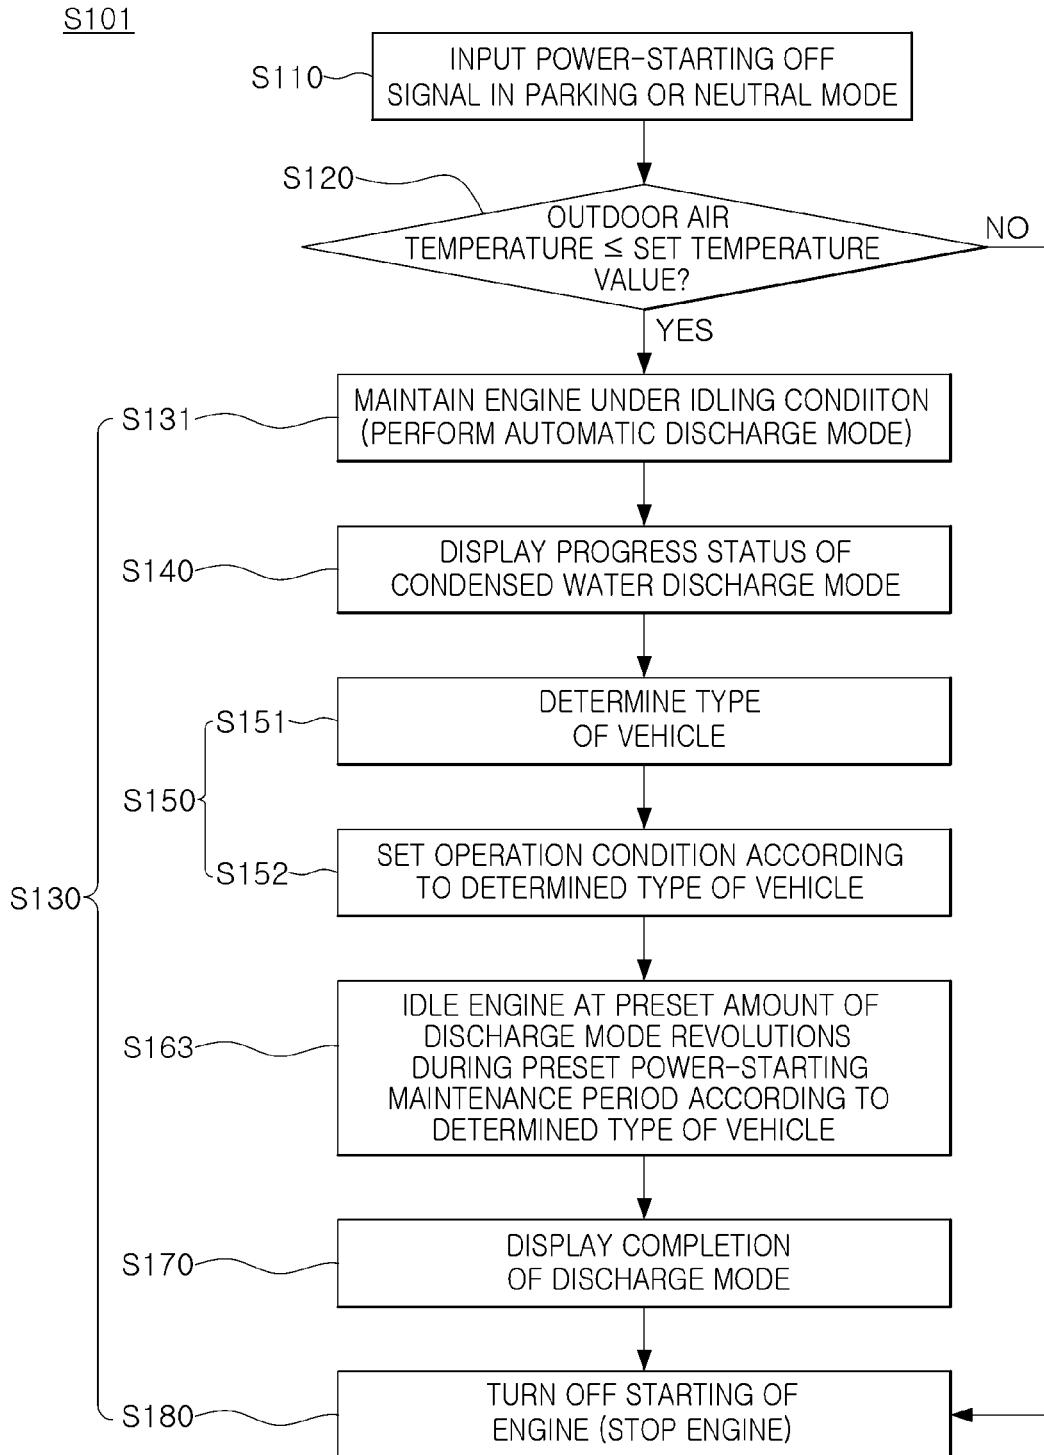 S101
S110
INPUT POWER-STARTING OFF
SIGNAL IN PARKING OR NEUTRAL MODE
S120
OUTDOOR AIR
TEMPERATURE ≤ SET TEMPERATURE
VALUE?
NO
YES
S131
MAINTAIN ENGINE UNDER IDLING CONDIITON
(PERFORM AUTOMATIC DISCHARGE MODE)
S140
DISPLAY PROGRESS STATUS OF
CONDENSED WATER DISCHARGE MODE
S151
DETERMINE TYPE
OF VEHICLE
S150
S152
SET OPERATION CONDITION ACCORDING
TO DETERMINED TYPE OF VEHICLE
S130
S163
IDLE ENGINE AT PRESET AMOUNT OF
DISCHARGE MODE REVOLUTIONS
DURING PRESET POWER-STARTING
MAINTENANCE PERIOD ACCORDING TO
DETERMINED TYPE OF VEHICLE
S170
DISPLAY COMPLETION
OF DISCHARGE MODE
S180
TURN OFF STARTING OF
ENGINE (STOP ENGINE)